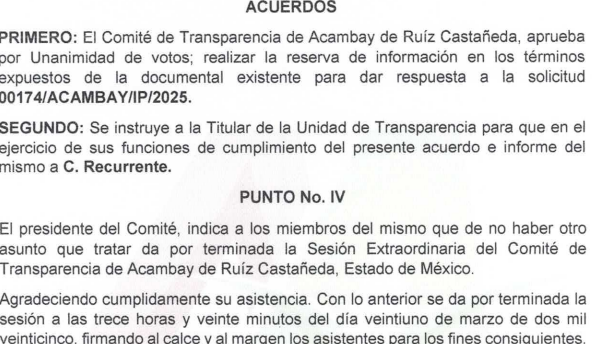 ACUERDOS
PRIMERO: El Comité de Transparencia de Acambay de Ruíz Castañeda, aprueba
por Unanimidad de votos; realizar la reserva de información en los términos
expuestos de la documental existente para dar respuesta a la solicitud
00174/ACAMBAY/IP/2025.
SEGUNDO: Se instruye a la Titular de la Unidad de Transparencia para que en el
ejercicio de sus funciones de cumplimiento del presente acuerdo e informe del
mismo a C. Recurrente.
PUNTO No. IV
El presidente del Comité, indica a los miembros del mismo que de no haber otro
asunto que tratar da por terminada la Sesión Extraordinaria del Comité de
Transparencia de Acambay de Ruíz Castañeda, Estado de México.
Agradeciendo cumplidamente su asistencia. Con lo anterior se da por terminada la
sesión a las trece horas y veinte minutos del día veintiuno de marzo de dos mil
veinticinco, firmando al calce y al margen los asistentes para los fines consiguientes.